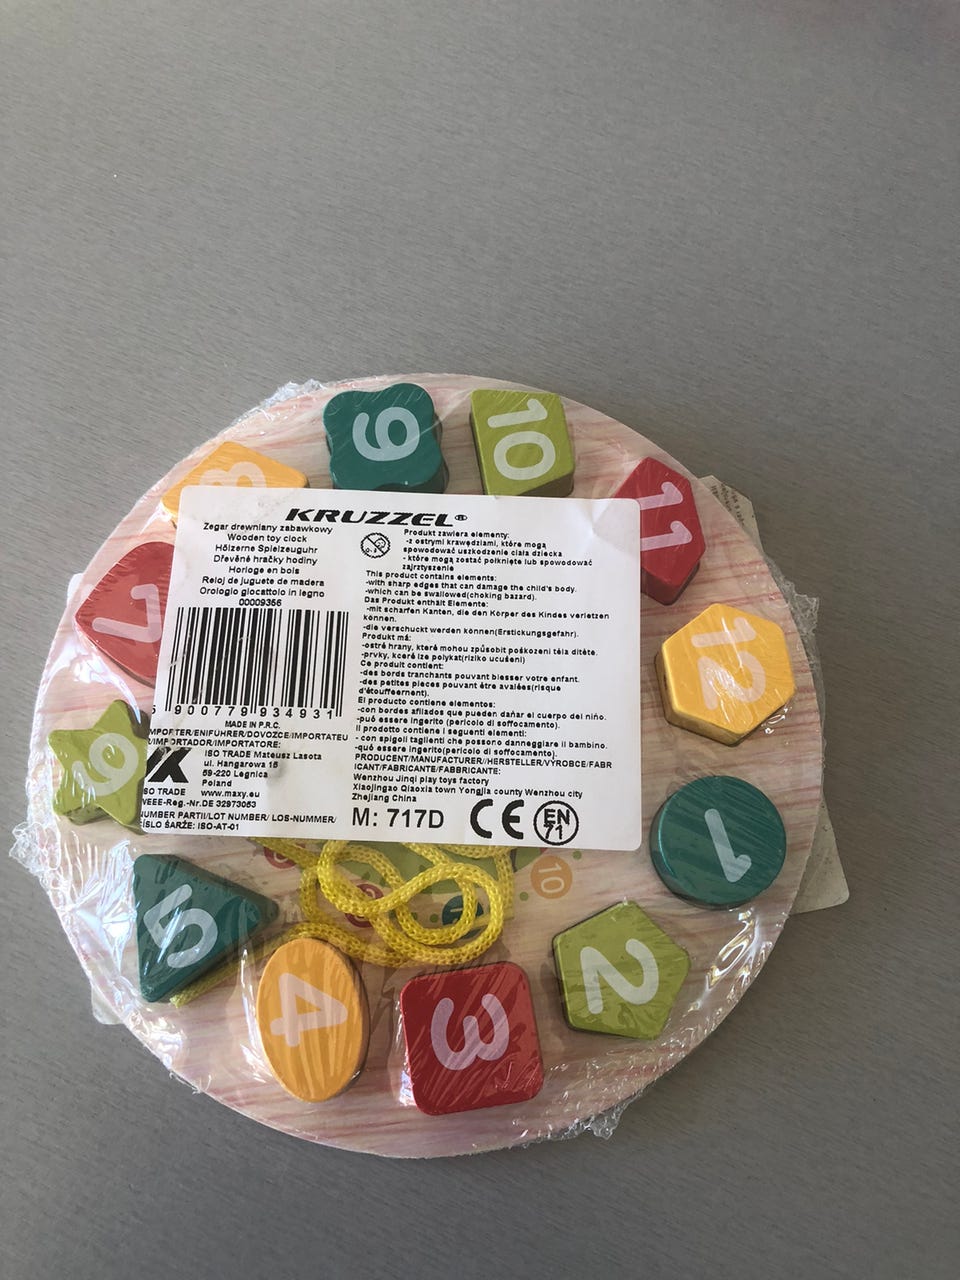 9
10
8
11
7
12
6
1
5
2
4
3
10
KRUZZEL®
Zegar drewniany zabawkowy
Wooden toy clock
Hölzerne Spielzeuguhr
Dřevěné hračky hodiny
Horloge en bois
Reloj de juguete de madera
Orologio giocattolo in legno
00009366
900779 934931
MADE IN P.R.C.
IMPORTER/EINFUHRER/DOVOZCE/IMPORTATEU
R/IMPORTADOR/IMPORTATORE:
ISO TRADE Mateusz Lasota
ul. Hangarowa 15
59-220 Legnica
Poland
ISO TRADE www.maxy.eu
WEEE-Reg.-Nr.DE 32973053
NUMBER PARTII/LOT NUMBER/ LOS-NUMMER/
ČÍSLO ŠARŽE: ISO-AT-01
0-3
Produkt zawiera elementy:
-z ostrymi krawędziami, które mogą
spowodować uszkodzenie ciała dziecka
- które mogą zostać połknięte lub spowodować
zajrztyszenie
This product contains elements:
-with sharp edges that can damage the child's body.
-which can be swallowed(choking bazard).
Das Produkt enthält Elemente:
-mit scharfen Kanten, die den Körper des Kindes verletzen
können.
-die verschuckt werden können(Erstickungsgefahr).
Produkt má:
-ostré hrany, které mohou způsobit poškození těla dítěte.
-prvky, kceré lze polykat(riziko ucušení)
Ce produit contient:
-des bords tranchants pouvant blesser votre enfant.
-des petites pieces pouvant être avalées(risque
d'étouffeernent).
El producto contiene elementos:
-con bordes afilados que pueden dañar el cuerpo del niño.
-puó essere ingerito (pericolo di soffocamento).
Il prodotto contiene i seguenti elementi:
- con spigoli taglienti che possono danneggiare il bambino.
-qué essere ingerito(pericolo di soffocamento).
PRODUCENT/MANUFACTURER//HERSTELLER/VÝROBCE/FABR
ICANT/FABRICANTE/FABBRICANTE:
Wenzhou Jinqi play toys factory
Xiaojingao Qiaoxia town Yongjia county Wenzhou city
Zhejiang China
M: 717D CE EN 71